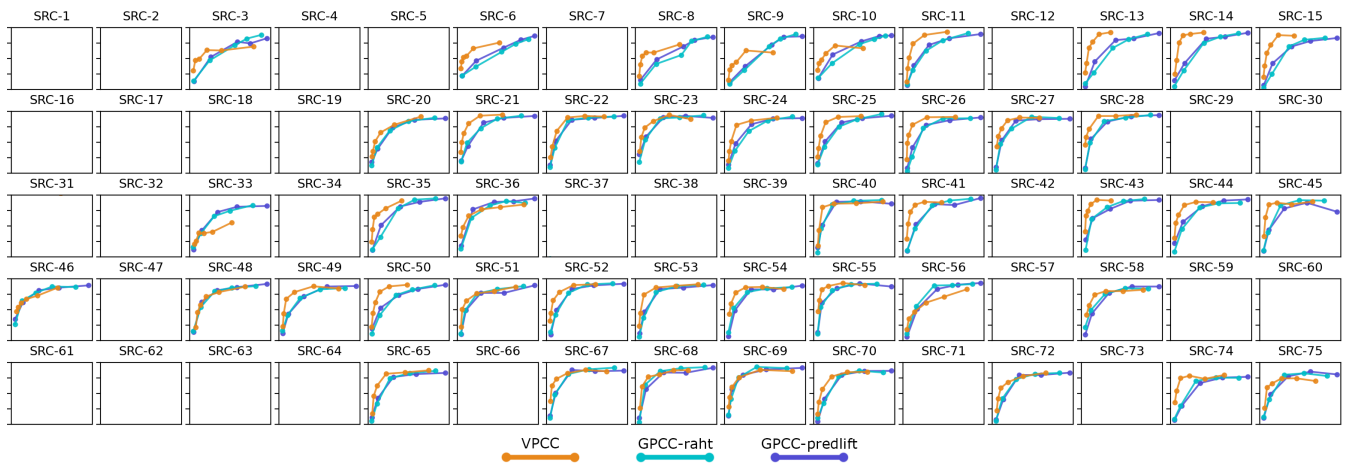 SRC-1 SRC-2 SRC-3 SRC-4 SRC-5 SRC-6 SRC-7 SRC-8 SRC-9 SRC-10 SRC-11 SRC-12 SRC-13 SRC-14 SRC-15
SRC-16 SRC-17 SRC-18 SRC-19 SRC-20 SRC-21 SRC-22 SRC-23 SRC-24 SRC-25 SRC-26 SRC-27 SRC-28 SRC-29 SRC-30
SRC-31 SRC-32 SRC-33 SRC-34 SRC-35 SRC-36 SRC-37 SRC-38 SRC-39 SRC-40 SRC-41 SRC-42 SRC-43 SRC-44 SRC-45
SRC-46 SRC-47 SRC-48 SRC-49 SRC-50 SRC-51 SRC-52 SRC-53 SRC-54 SRC-55 SRC-56 SRC-57 SRC-58 SRC-59 SRC-60
SRC-61 SRC-62 SRC-63 SRC-64 SRC-65 SRC-66 SRC-67 SRC-68 SRC-69 SRC-70 SRC-71 SRC-72 SRC-73 SRC-74 SRC-75
VPCC GPCC-raht GPCC-predlift